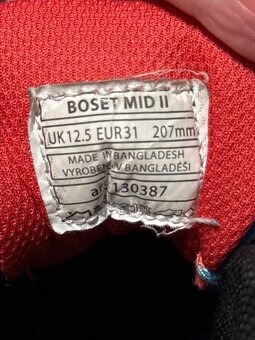 BOSET MID II
UK12.5 EUR31 207mm
MADE IN BANGLADESH
VYROBENO V BANGLADÉŠI
130387